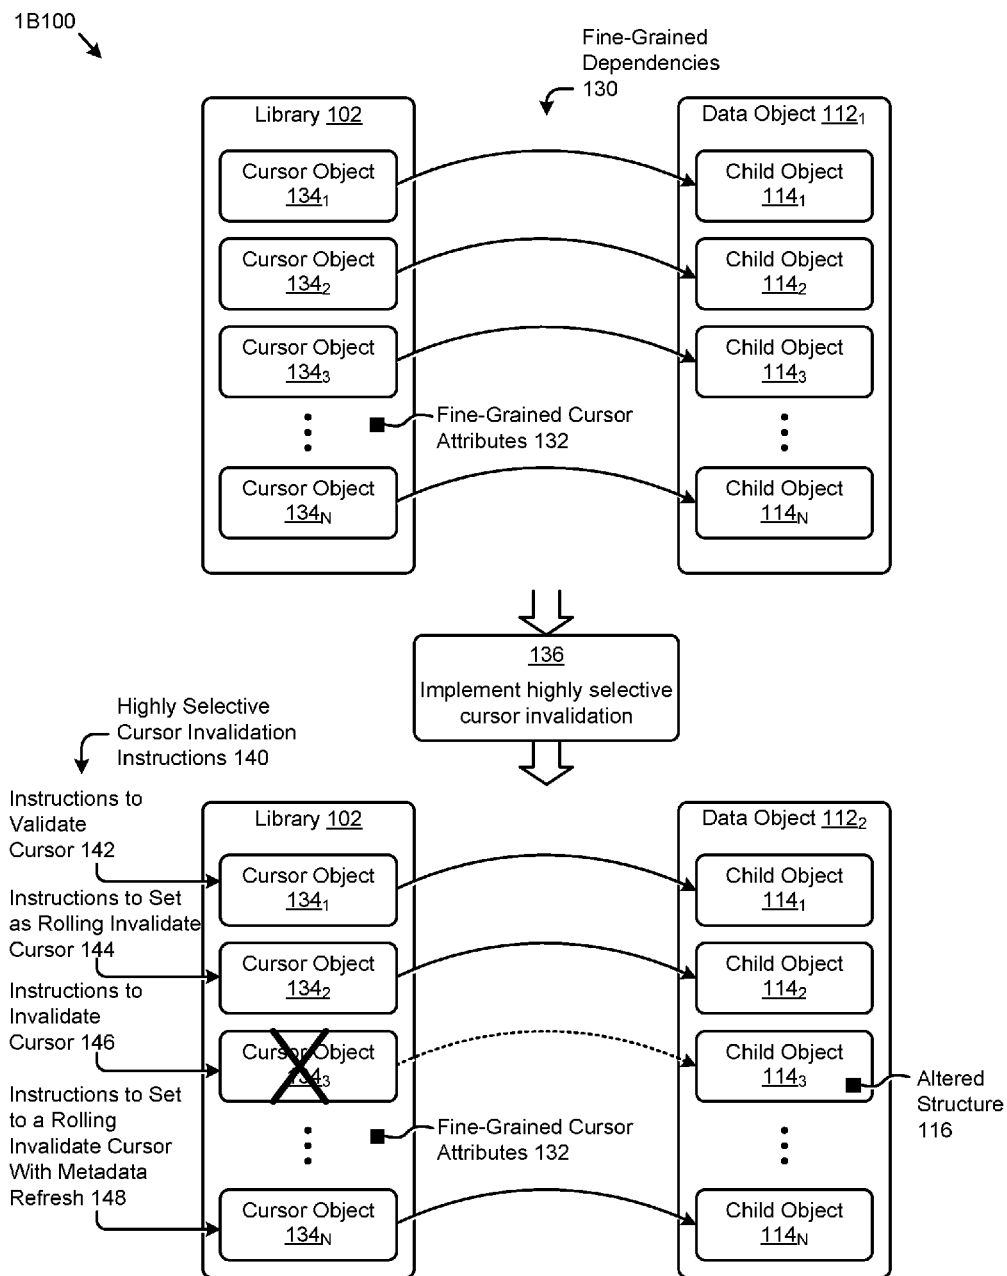 1B100
Fine-Grained
Dependencies
130
Library 102
Data Object 112₁
Cursor Object
134₁
Child Object
114₁
Cursor Object
134₂
Child Object
114₂
Cursor Object
134₃
Child Object
114₃
Fine-Grained Cursor
Attributes 132
Cursor Object
134N
Child Object
114N
136
Implement highly selective
cursor invalidation
Highly Selective
Cursor Invalidation
Instructions 140
Library 102
Data Object 112₂
Instructions to
Validate
Cursor 142
Cursor Object
134₁
Child Object
114₁
Instructions to Set
as Rolling Invalidate
Cursor 144
Cursor Object
134₂
Child Object
114₂
Instructions to
Invalidate
Cursor 146
Cursor Object
134₃
Child Object
114₃
Altered
Structure
116
Instructions to Set
to a Rolling
Invalidate Cursor
With Metadata
Refresh 148
Fine-Grained Cursor
Attributes 132
Cursor Object
134N
Child Object
114N